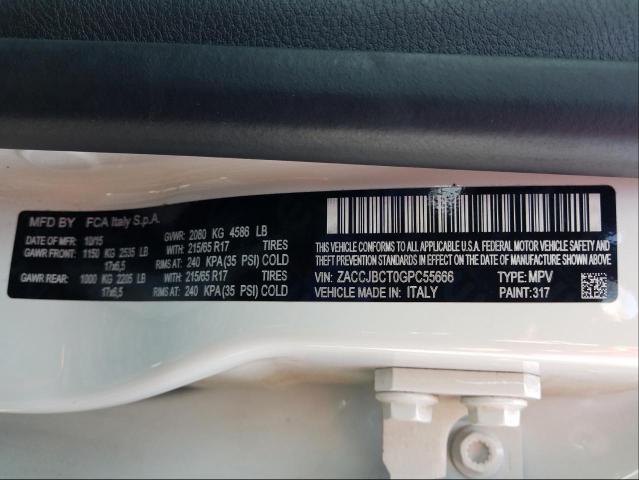 MFD BY FCA Italy S.p.A.
DATE OF MFR: 10/15 GVWR: 2080 KG 4586 LB
GAWR FRONT: 1150 KG 2535 LB WITH: 215/65 R17 TIRES
17x6,5 RIMS AT: 240 KPA (35 PSI) COLD
GAWR REAR: 1000 KG 2205 LB WITH: 215/65 R17 TIRES
17x6,5 RIMS AT: 240 KPA (35 PSI) COLD
THIS VEHICLE CONFORMS TO ALL APPLICABLE U.S.A. FEDERAL MOTOR VEHICLE SAFETY, BUMPER, AND THEFT PREVENTION
STANDARDS IN EFFECT ON THE DATE OF MANUFACTURE SHOWN ABOVE
VIN: ZACCJBCT0GPC55666 TYPE: MPV
VEHICLE MADE IN: ITALY PAINT: 317